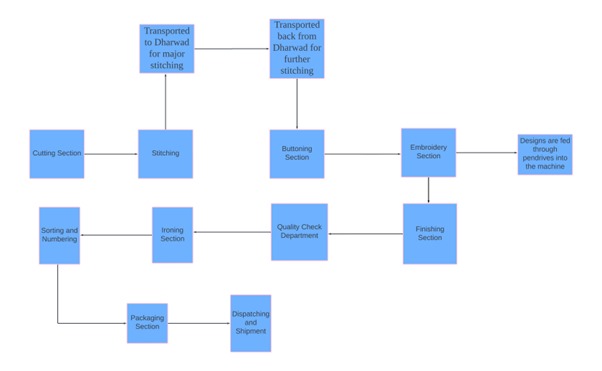 Transported
to Dharwad
for major
stitching
Transported
back from
Dharwad for
further
stitching
Cutting Section
Stitching
Buttoning
Section
Embroidery
Section
Designs are fed
through
pendrives into
the machine
Sorting and
Numbering
Ironing
Section
Quality Check
Department
Finishing
Section
Packaging
Section
Dispatching
and
Shipment